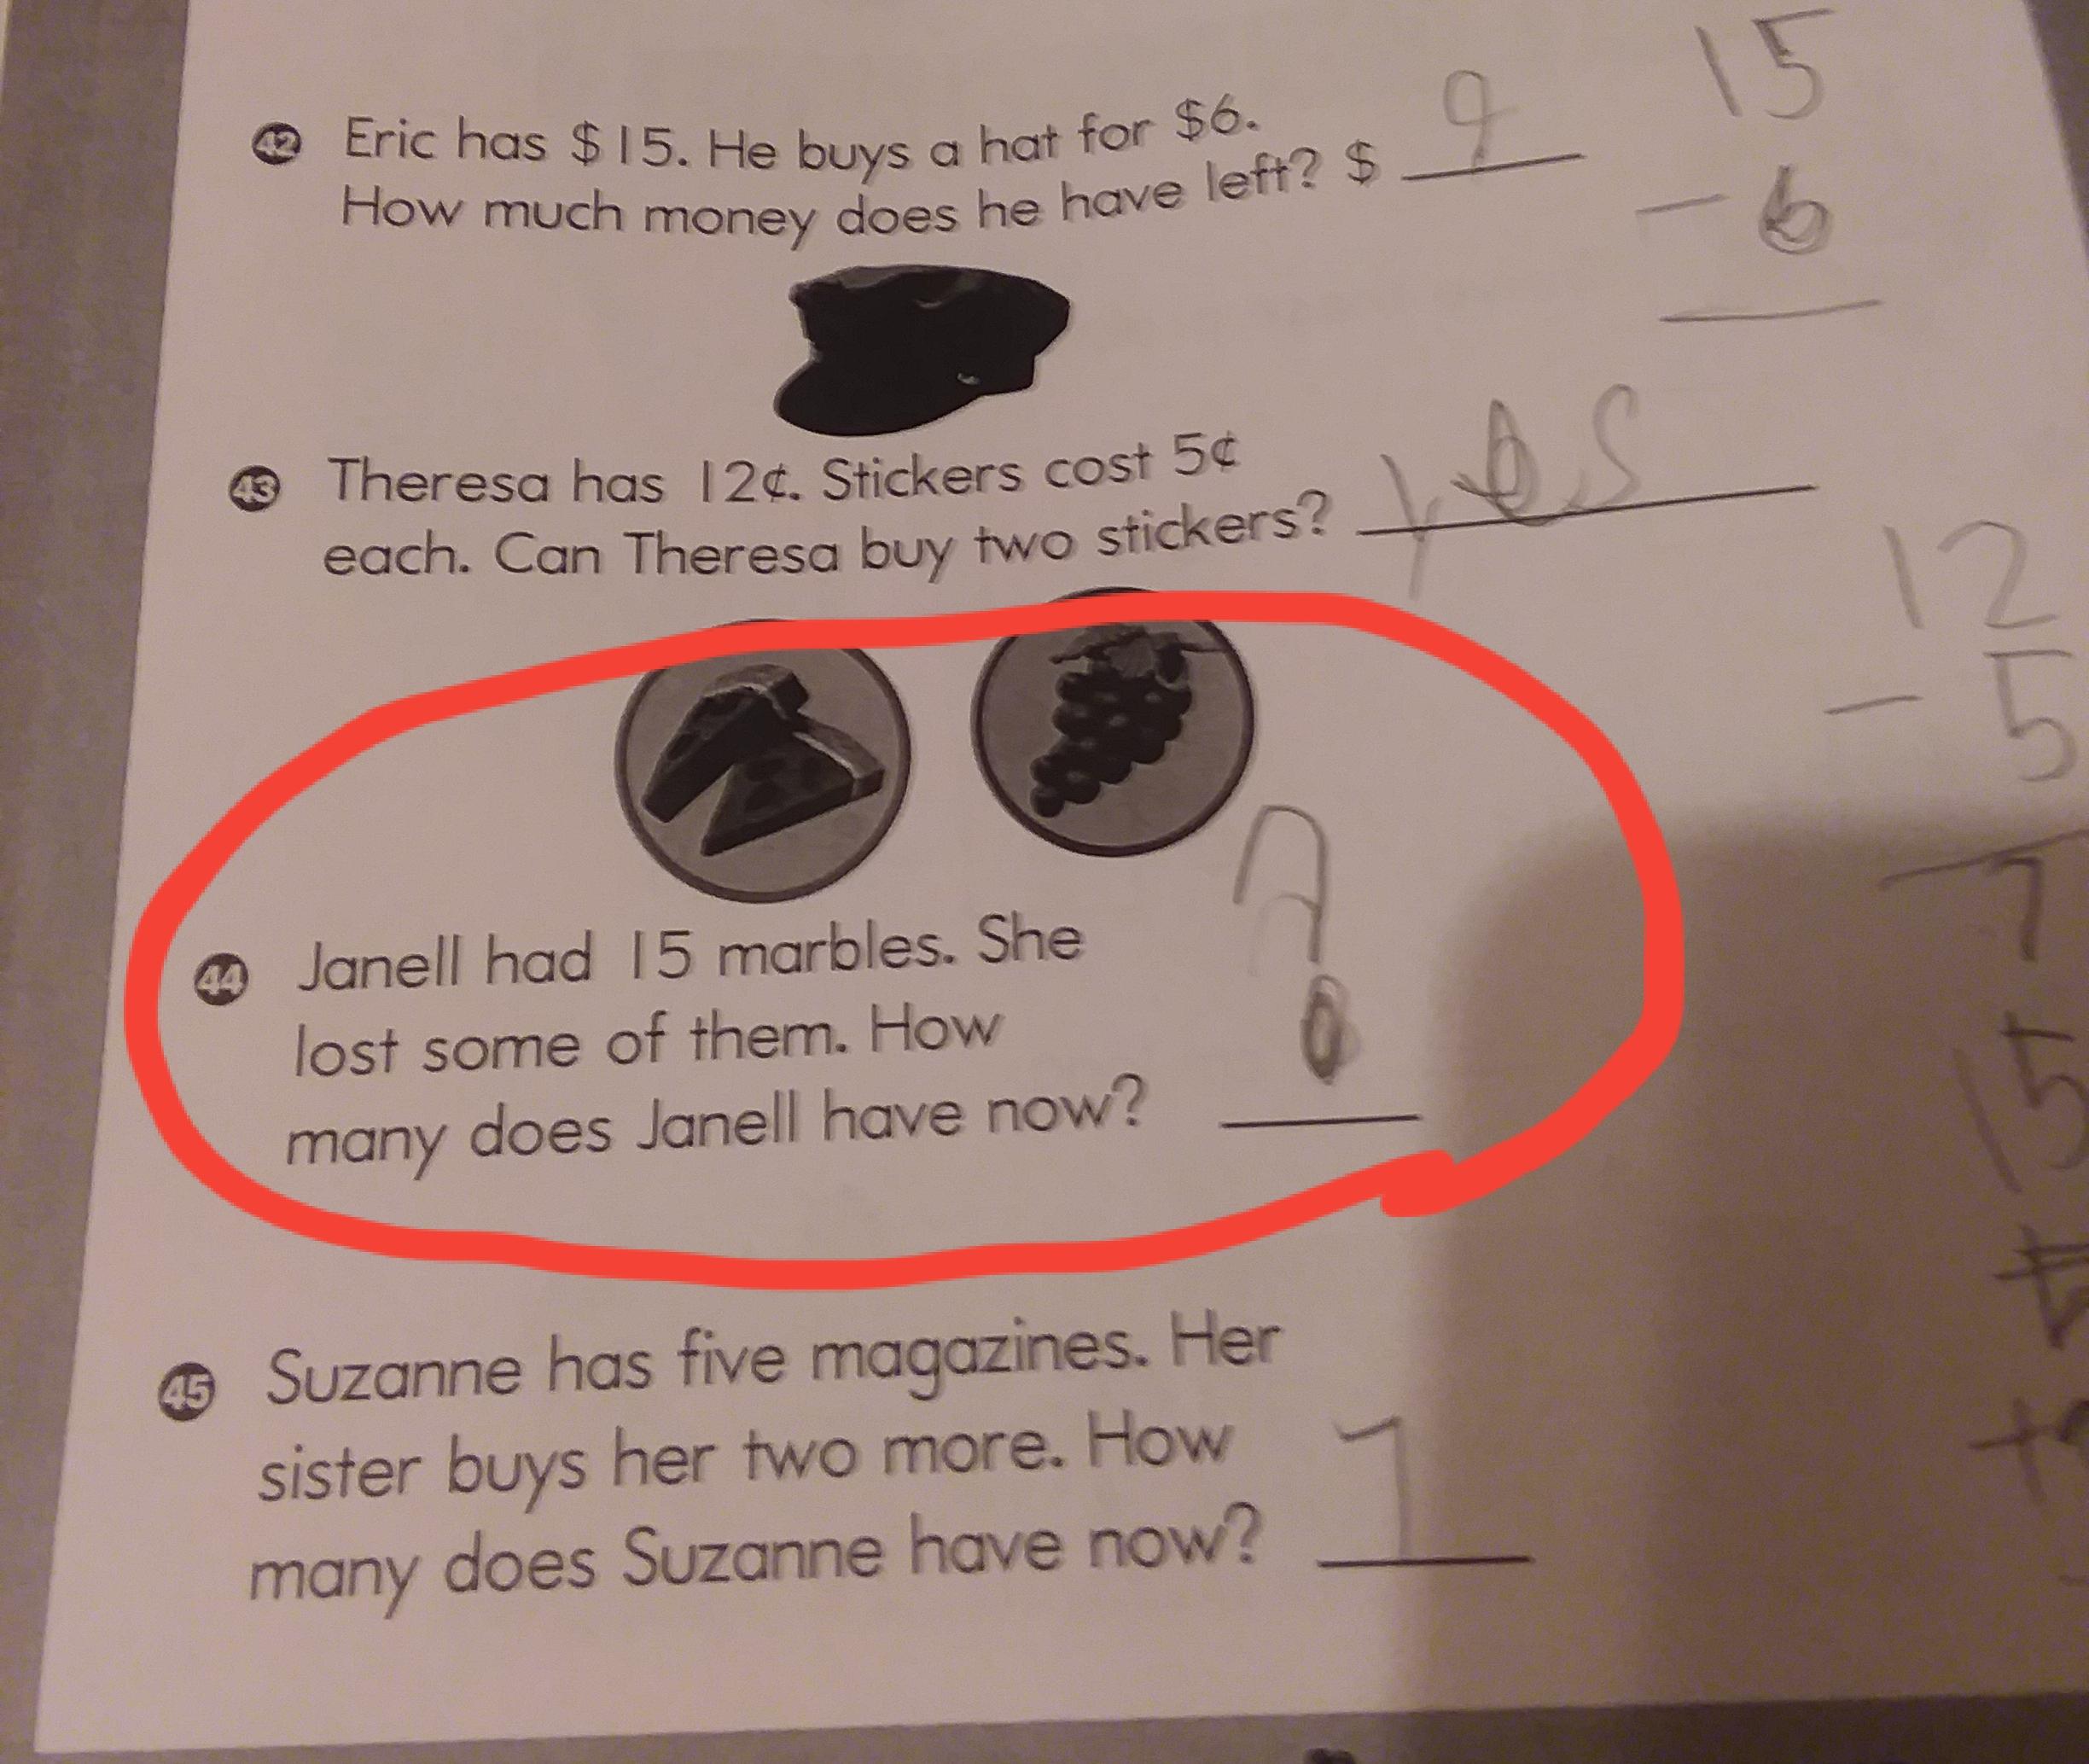 42 Eric has $15. He buys a hat for $6.
How much money does he have left? $ 9
15
- 6
43 Theresa has 12¢. Stickers cost 5¢
each. Can Theresa buy two stickers? yes
12
- 5
7
44 Janell had 15 marbles. She
lost some of them. How
many does Janell have now?
?
15
45 Suzanne has five magazines. Her
sister buys her two more. How
many does Suzanne have now? 7